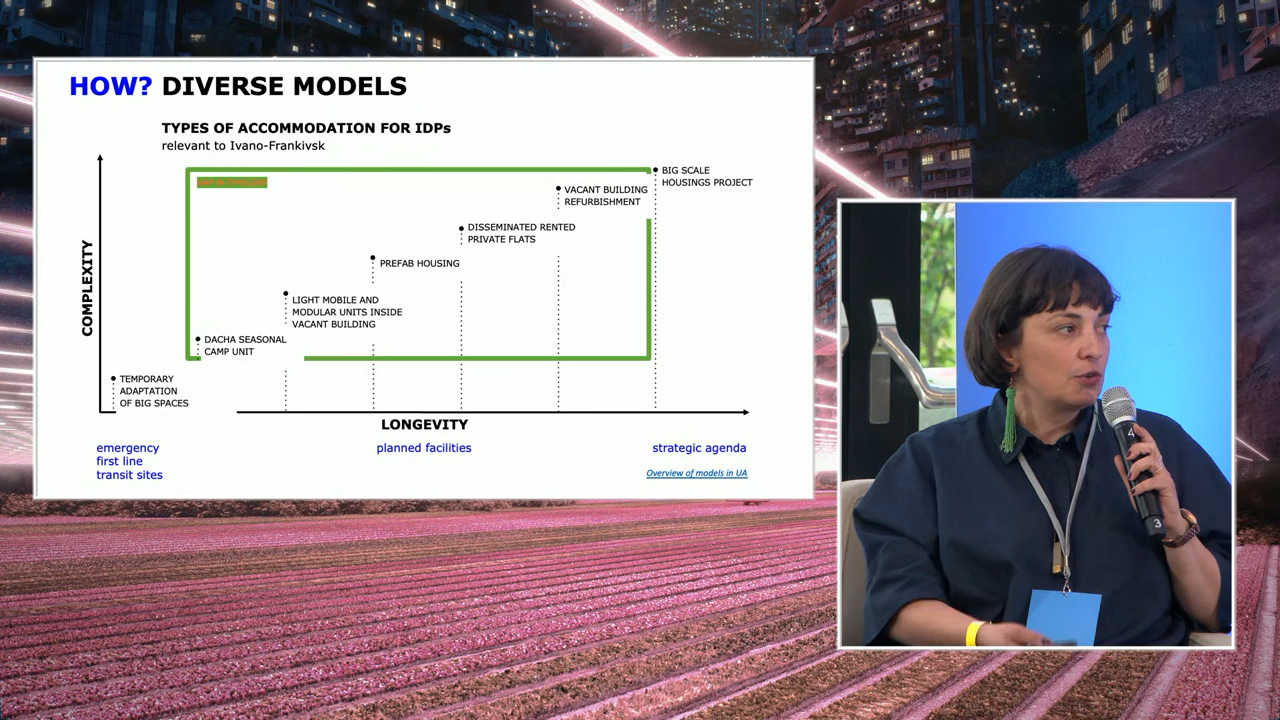 HOW? DIVERSE MODELS
TYPES OF ACCOMMODATION FOR IDPs
relevant to Ivano-Frankivsk
BIG SCALE
HOUSINGS PROJECT
VACANT BUILDING
REFURBISHMENT
DISSEMINATED RENTED
PRIVATE FLATS
PREFAB HOUSING
LIGHT MOBILE AND
MODULAR UNITS INSIDE
VACANT BUILDING
DACHA SEASONAL
CAMP UNIT
TEMPORARY
ADAPTATION
OF BIG SPACES
COMPLEXITY
LONGEVITY
emergency
first line
transit sites
planned facilities
strategic agenda
Overview of models in UA
4
3